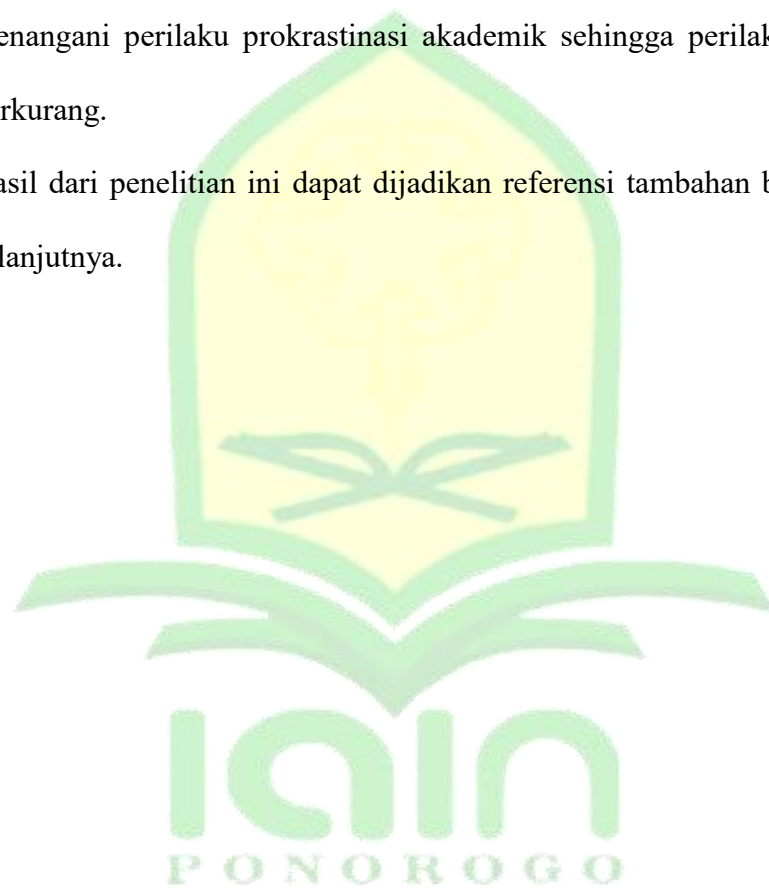 enangani perilaku prokrastinasi akademik sehingga perilak
rkurang.
asil dari penelitian ini dapat dijadikan referensi tambahan b
lanjutnya.
IAIN
PONOROGO